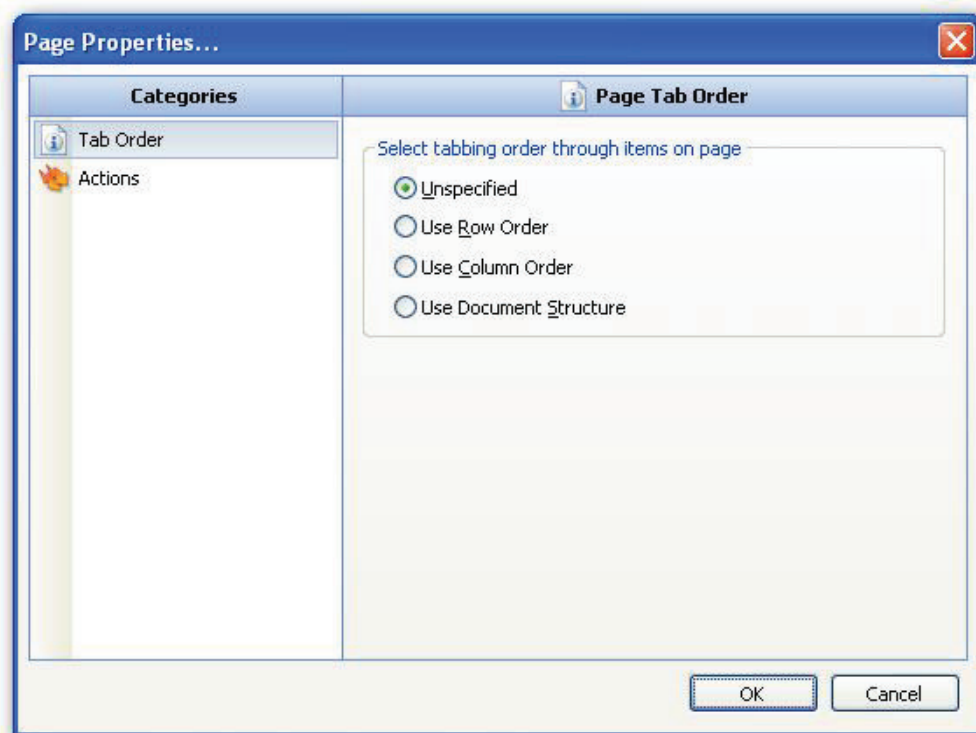 Page Properties...
Categories
Page Tab Order
Tab Order
Actions
Select tabbing order through items on page
Unspecified
Use Row Order
Use Column Order
Use Document Structure
OK
Cancel